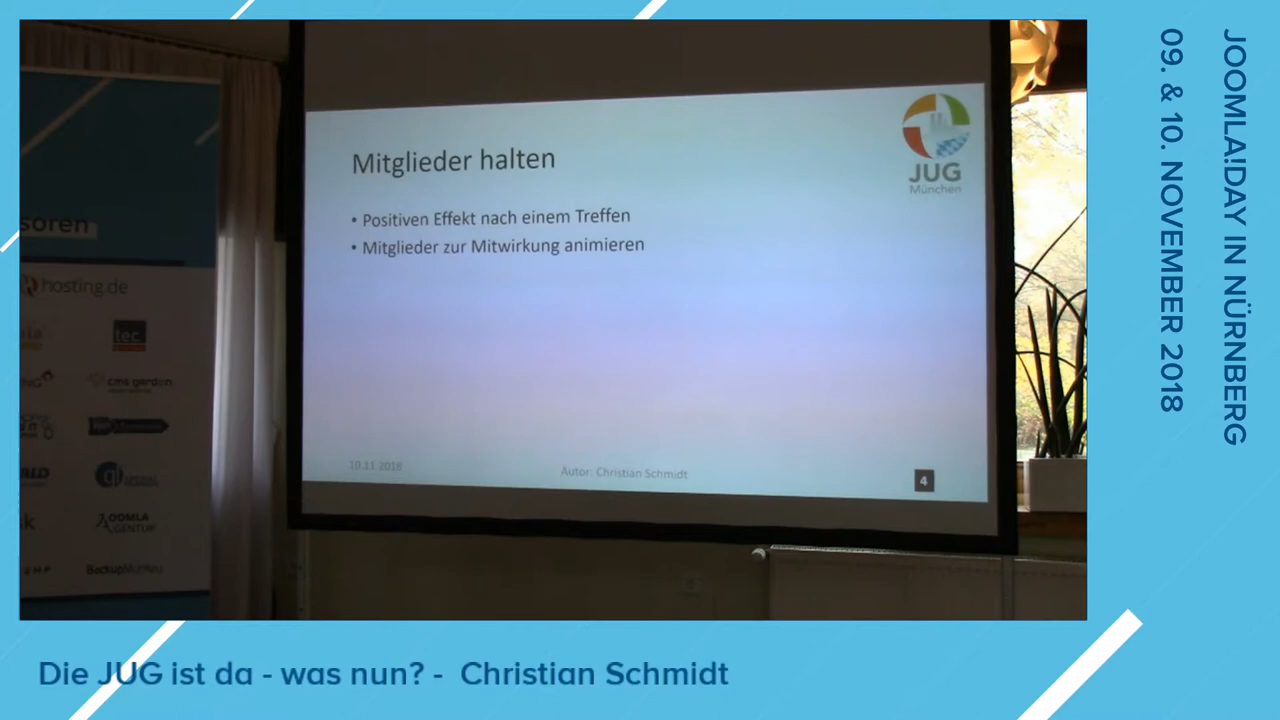 JOOMLA!DAY IN NÜRNBERG
09. & 10. NOVEMBER 2018
Mitglieder halten
• Positiven Effekt nach einem Treffen
• Mitglieder zur Mitwirkung animieren
JUG
München
10.11.2018
Autor: Christian Schmidt
4
soren
hosting.de
tec
cms garden
JOOMLA
AGENTUR
Die JUG ist da - was nun? - Christian Schmidt